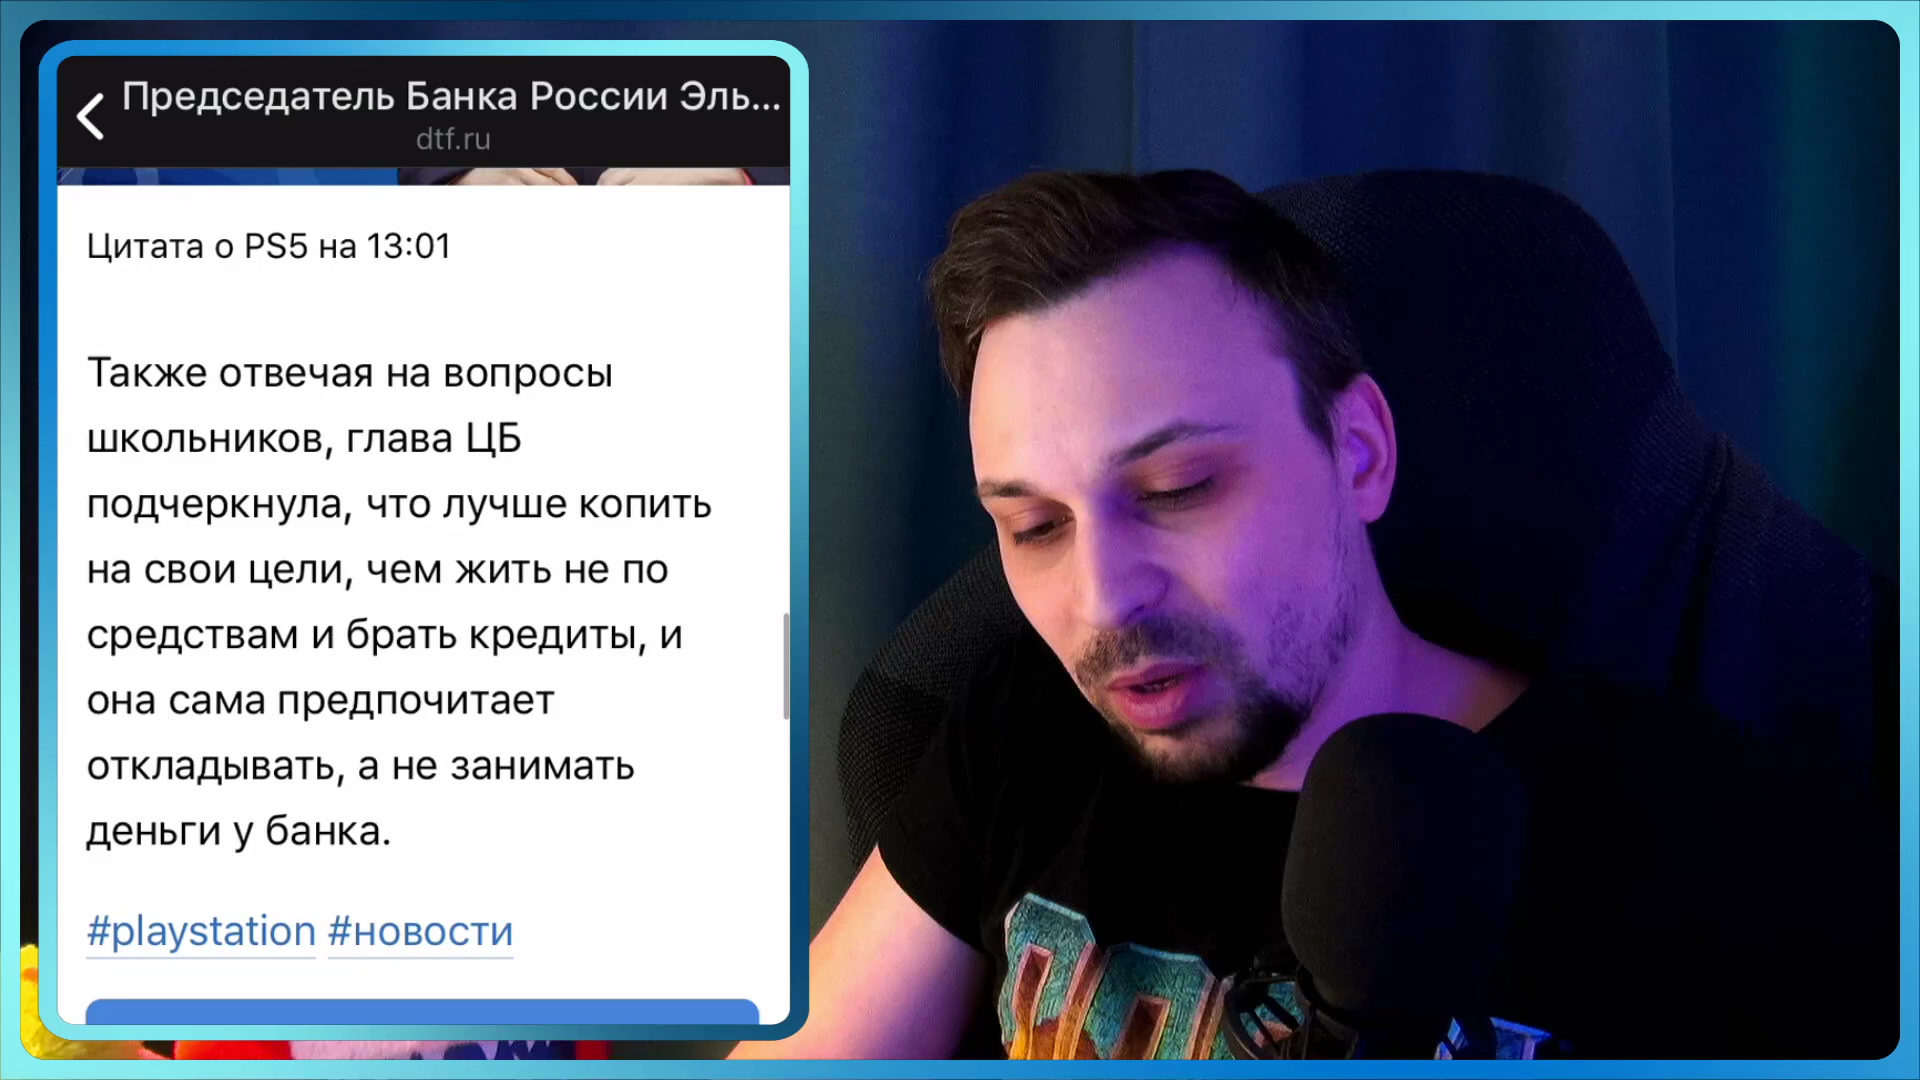 Председатель Банка России Эль...
dtf.ru
Цитата о PS5 на 13:01
Также отвечая на вопросы
школьников, глава ЦБ
подчеркнула, что лучше копить
на свои цели, чем жить не по
средствам и брать кредиты, и
она сама предпочитает
откладывать, а не занимать
деньги у банка.
#playstation #новости